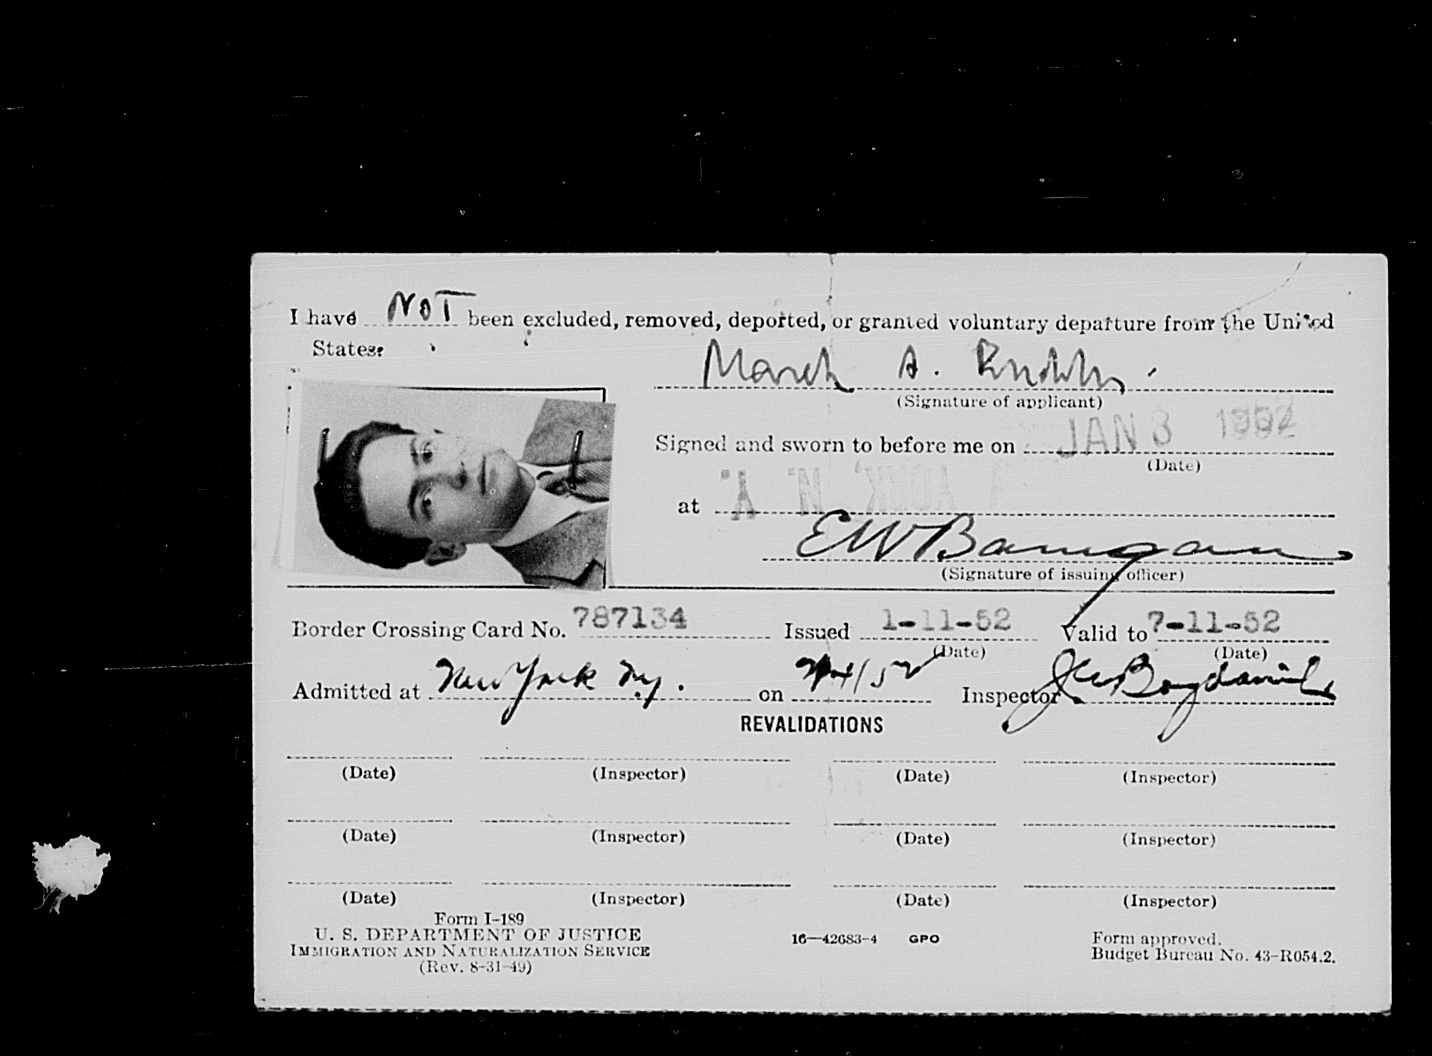 I have NOT been excluded, removed, deported, or granted voluntary departure from the United
States.
March A.
(Signature of applicant)
Signed and sworn to before me on JAN 8 1952
(Date)
at
E W Baumgan
(Signature of issuing officer)
Border Crossing Card No. 787134 Issued 1-11-52 Valid to 7-11-52
(Date) (Date)
Admitted at New York N.y. on Inspector
REVALIDATIONS
(Date) (Inspector) (Date) (Inspector)
(Date) (Inspector) (Date) (Inspector)
(Date) (Inspector) (Date) (Inspector)
Form I-189
U. S. DEPARTMENT OF JUSTICE
IMMIGRATION AND NATURALIZATION SERVICE
(Rev. 8-31-49)
16—42683-4 GPO
Form approved.
Budget Bureau No. 43-R054.2.